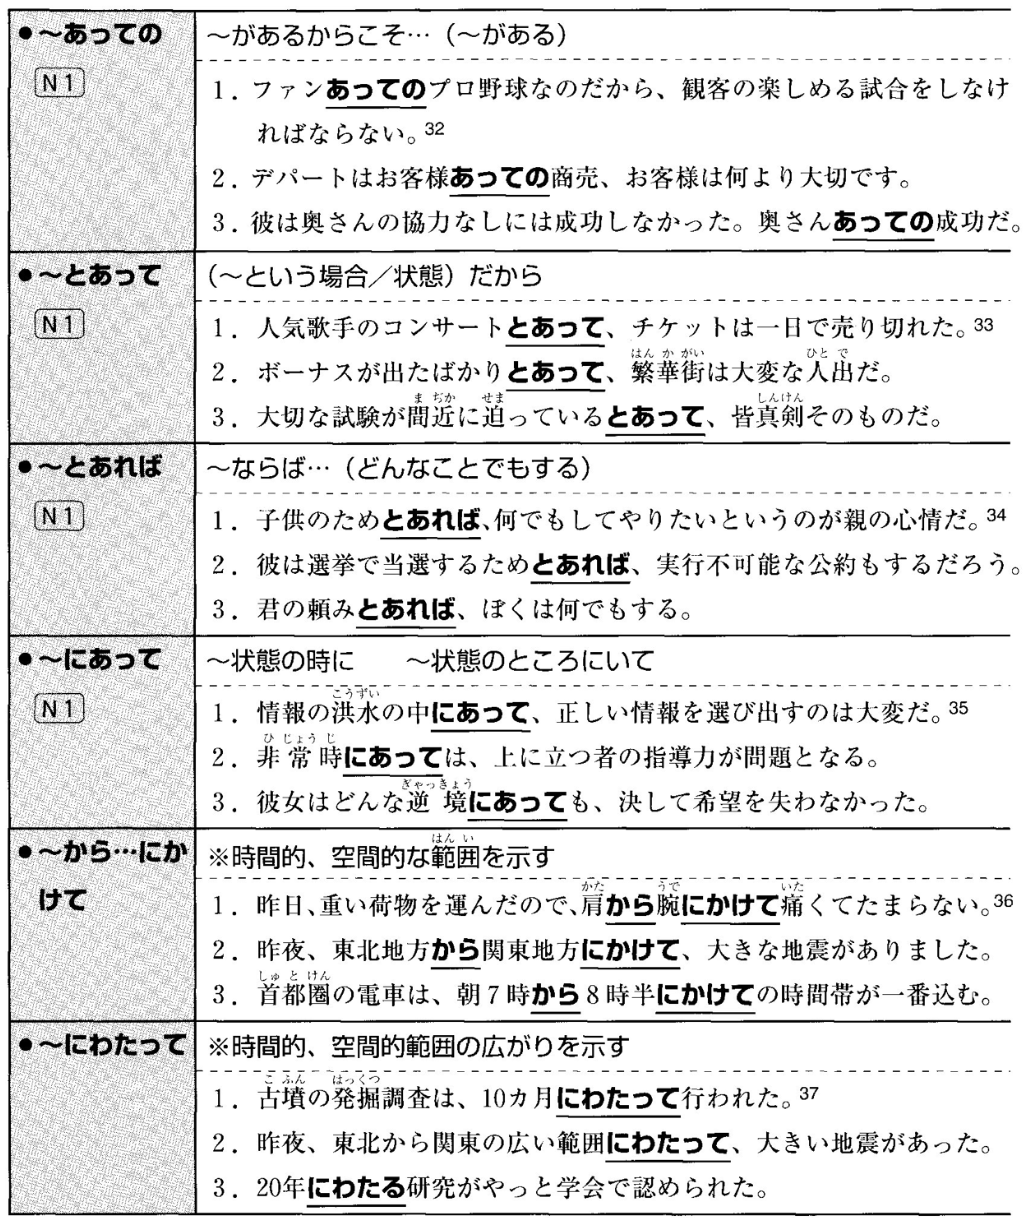 ●～あっての
N1
～があるからこそ…（～がある）
1．ファンあってのプロ野球なのだから、観客の楽しめる試合をしなけ
ればならない。32
2．デパートはお客様あっての商売、お客様は何より大切です。
3．彼は奥さんの協力なしには成功しなかった。奥さんあっての成功だ。
●～とあって
N1
（～という場合／状態）だから
1．人気歌手のコンサートとあって、チケットは一日で売り切れた。33
はんかがい　ひとで
2．ボーナスが出たばかりとあって、繁華街は大変な人出だ。
まぢか　せま　しんけん
3．大切な試験が間近に迫っているとあって、皆真剣そのものだ。
●～とあれば
N1
～ならば…（どんなことでもする）
1．子供のためとあれば、何でもしてやりたいというのが親の心情だ。34
2．彼は選挙で当選するためとあれば、実行不可能な公約もするだろう。
3．君の頼みとあれば、ぼくは何でもする。
●～にあって
N1
～状態の時に　　～状態のところにいて
こうずい
1．情報の洪水の中にあって、正しい情報を選び出すのは大変だ。35
ひじょうじ
2．非常時にあっては、上に立つ者の指導力が問題となる。
ぎゃっきょう
3．彼女はどんな逆境にあっても、決して希望を失わなかった。
●～から…にか
けて
はんい
※時間的、空間的な範囲を示す
かた　うで　いた
1．昨日、重い荷物を運んだので、肩から腕にかけて痛くてたまらない。36
2．昨夜、東北地方から関東地方にかけて、大きな地震がありました。
しゅとけん
3．首都圏の電車は、朝7時から8時半にかけての時間帯が一番込む。
●～にわたって
※時間的、空間的範囲の広がりを示す
こふん　はっくつ
1．古墳の発掘調査は、10カ月にわたって行われた。37
2．昨夜、東北から関東の広い範囲にわたって、大きい地震があった。
3．20年にわたる研究がやっと学会で認められた。